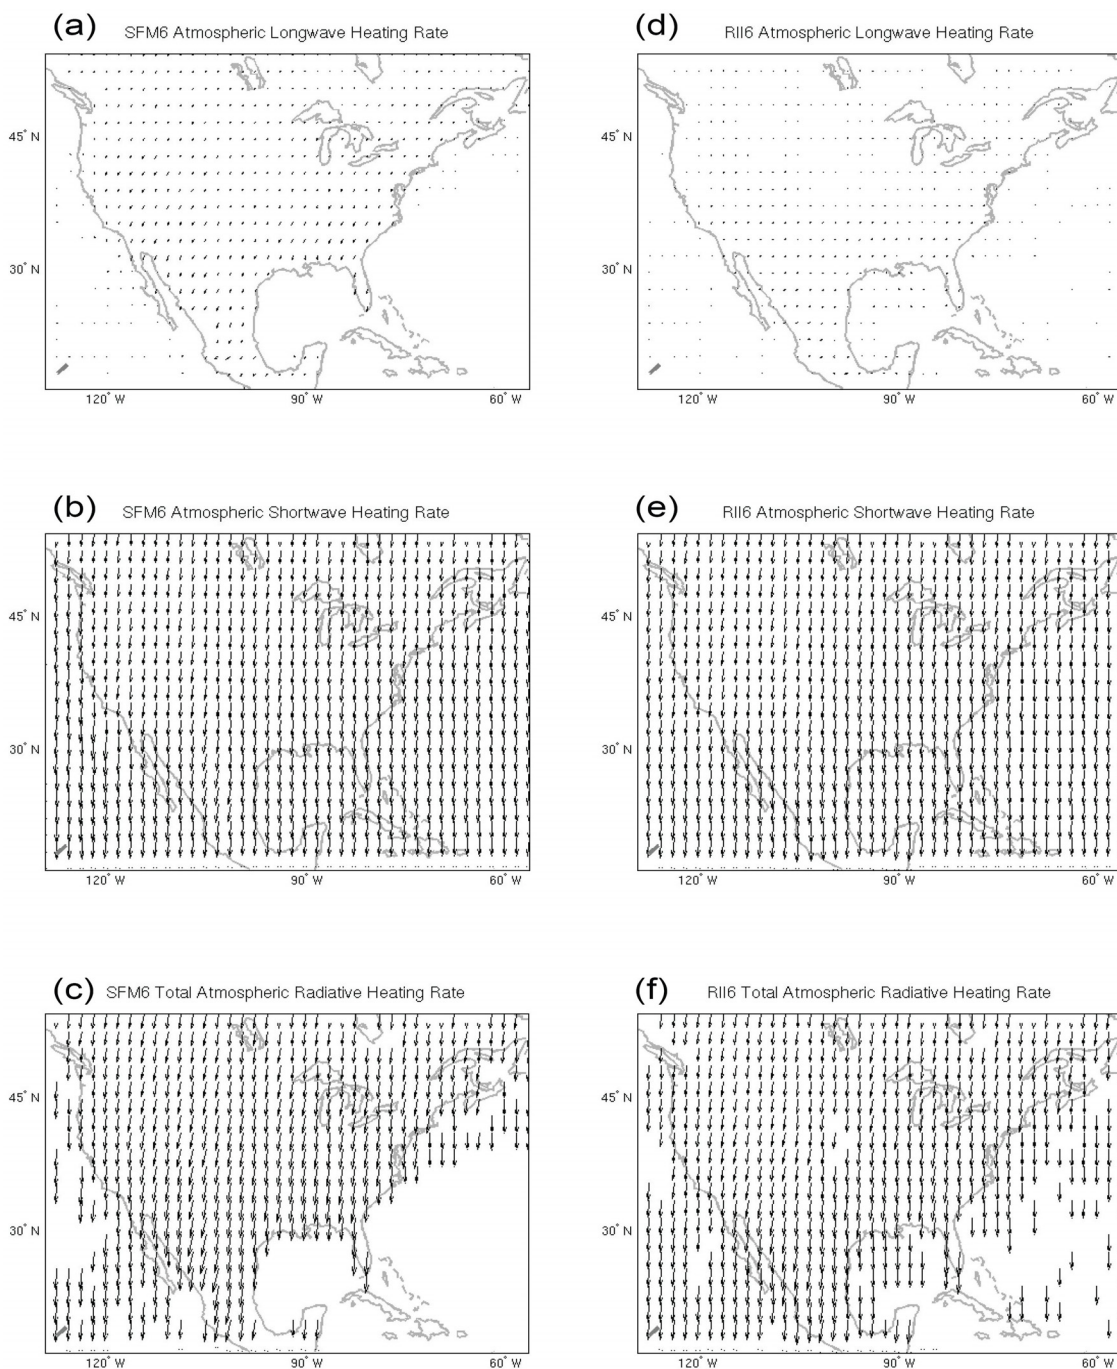 (a) SFM6 Atmospheric Longwave Heating Rate
45° N
30° N
120° W 90° W 60° W
(d) RII6 Atmospheric Longwave Heating Rate
45° N
30° N
120° W 90° W 60° W
(b) SFM6 Atmospheric Shortwave Heating Rate
45° N
30° N
120° W 90° W 60° W
(e) RII6 Atmospheric Shortwave Heating Rate
45° N
30° N
120° W 90° W 60° W
(c) SFM6 Total Atmospheric Radiative Heating Rate
45° N
30° N
120° W 90° W 60° W
(f) RII6 Total Atmospheric Radiative Heating Rate
45° N
30° N
120° W 90° W 60° W